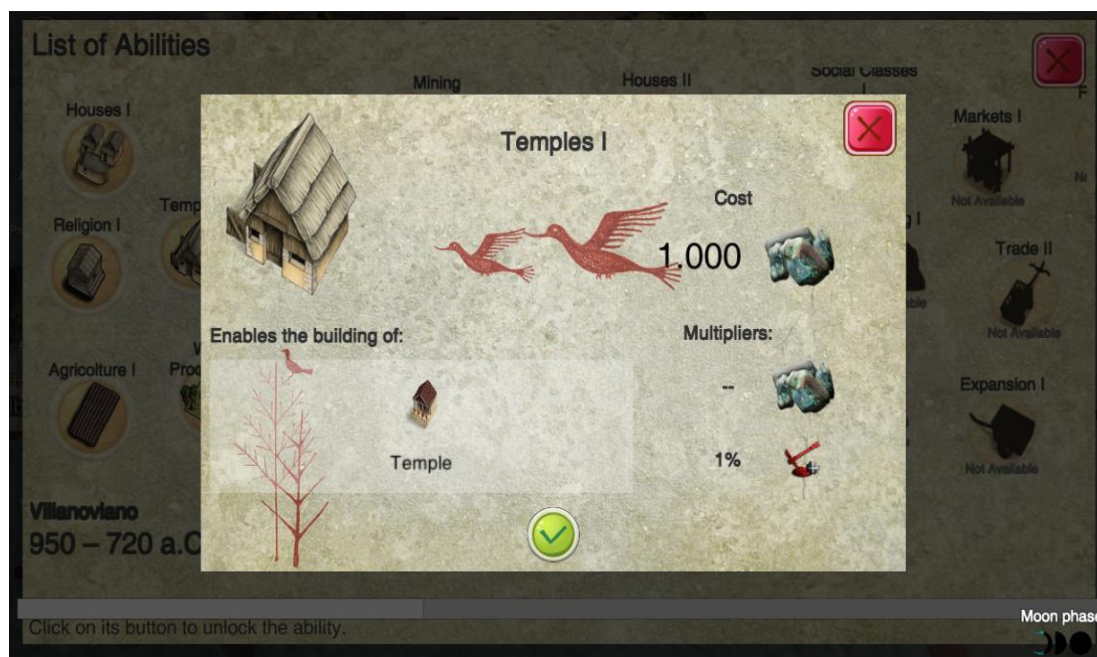 List of Abilities
Mining
Houses II
Social Classes
I
Houses I
Markets I
Not Available
Temples I
Cost
1.000
Religion I
Trade II
Not Available
Enables the building of:
Multipliers:
--
Agricolture I
Expansion I
Not Available
Temple
1%
Villanoviano
950 – 720 a.C
Moon phase
Click on its button to unlock the ability.